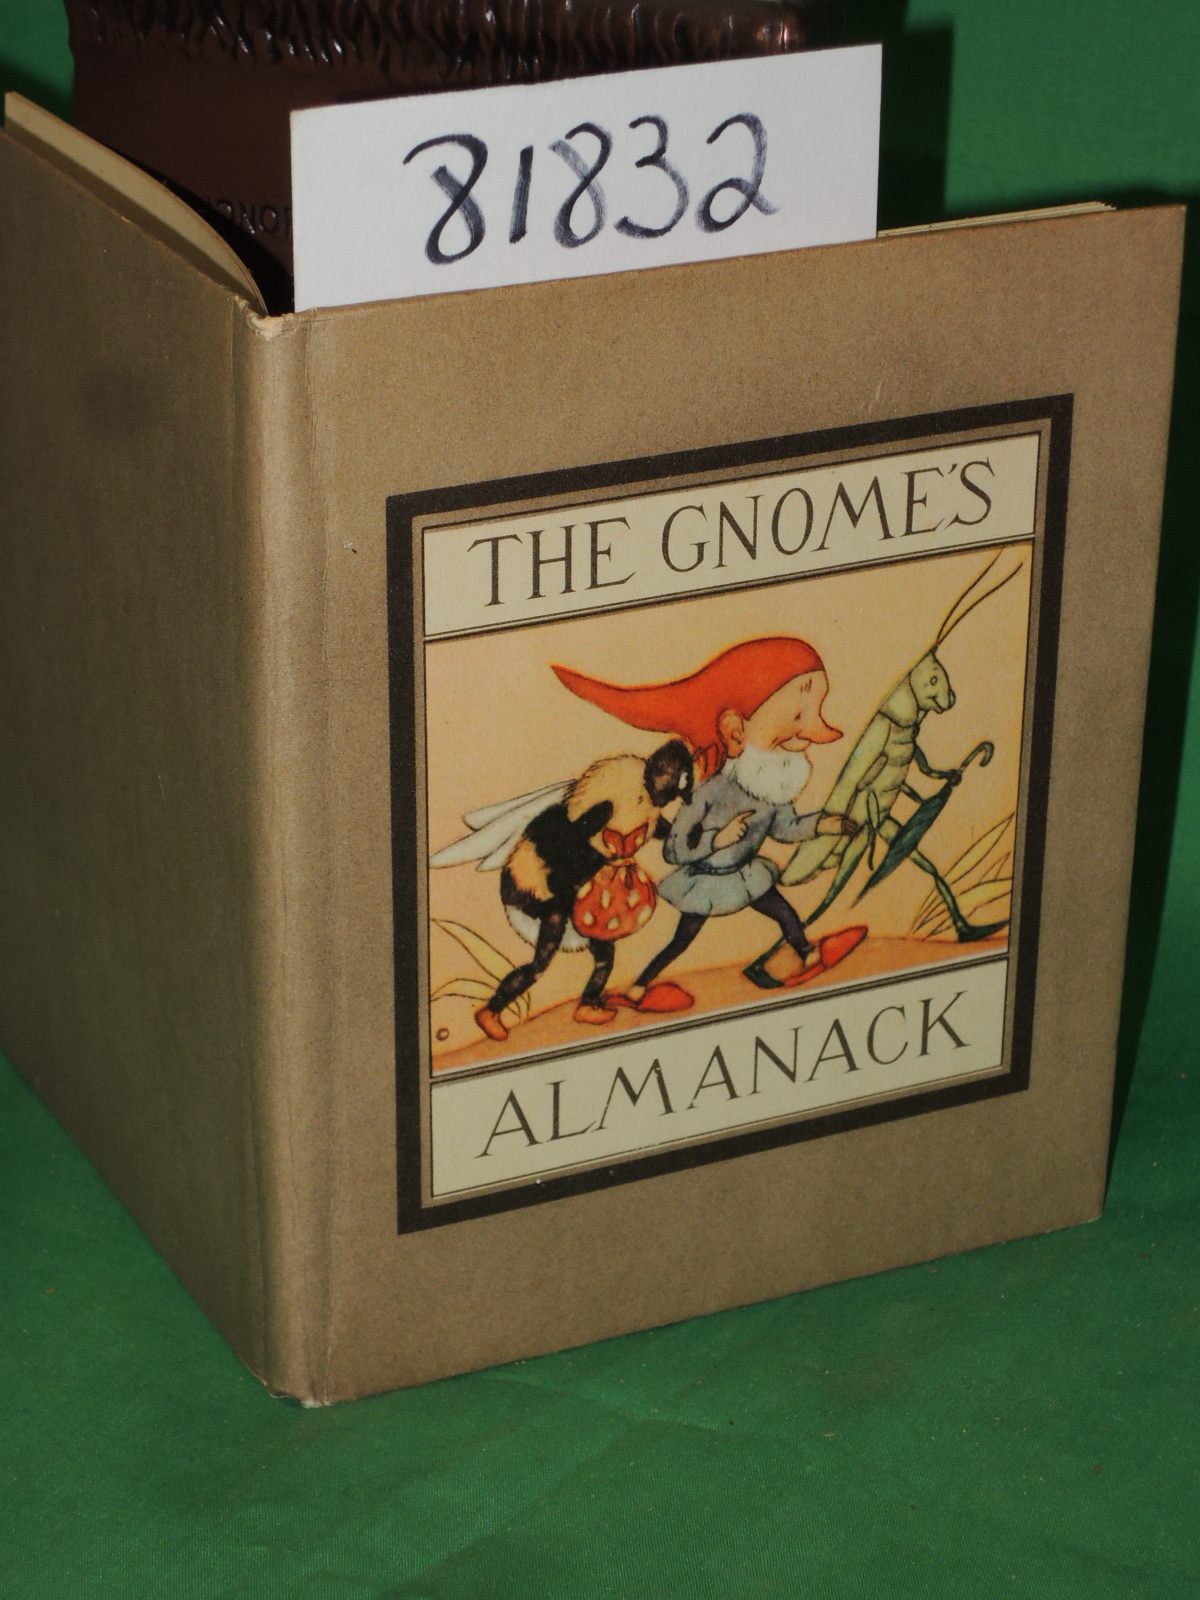 81832
THE GNOME'S
ALMANACK